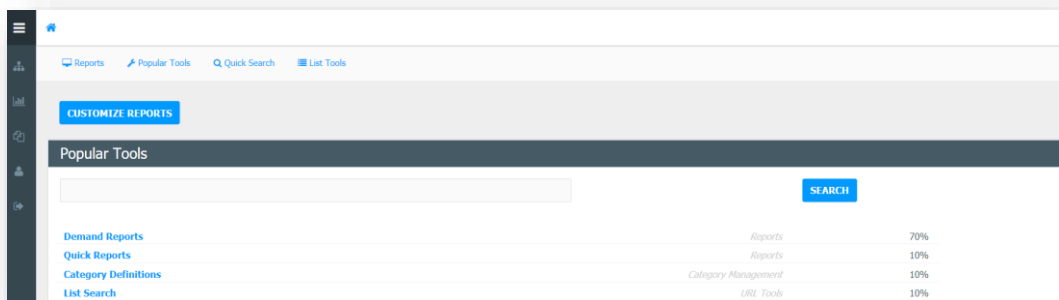 Reports Popular Tools Quick Search List Tools
CUSTOMIZE REPORTS
Popular Tools
SEARCH
Demand Reports Reports 70%
Quick Reports Reports 10%
Category Definitions Category Management 10%
List Search URL Tools 10%